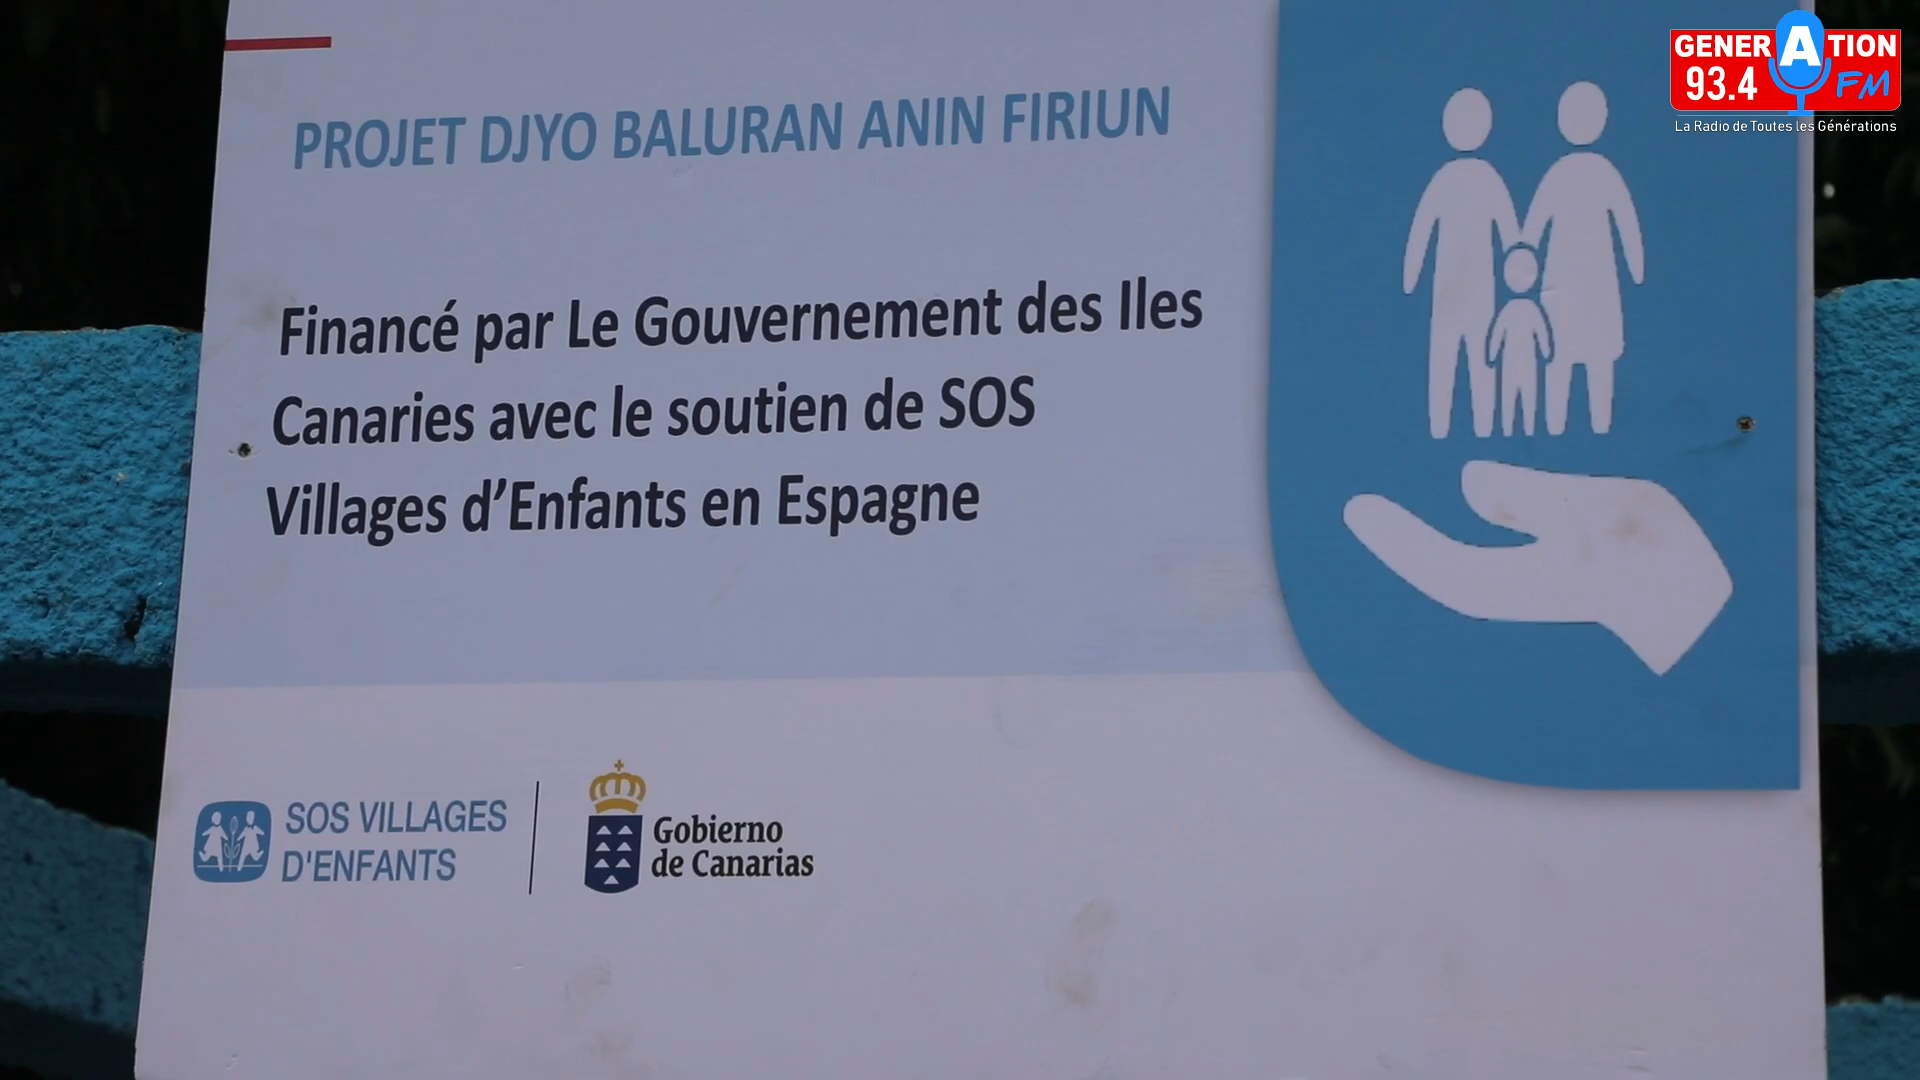 GENERATION
93.4 FM
La Radio de Toutes les Générations
PROJET DJYO BALURAN ANIN FIRIUN
Financé par Le Gouvernement des Iles
Canaries avec le soutien de SOS
Villages d'Enfants en Espagne
SOS VILLAGES
D'ENFANTS
Gobierno
de Canarias